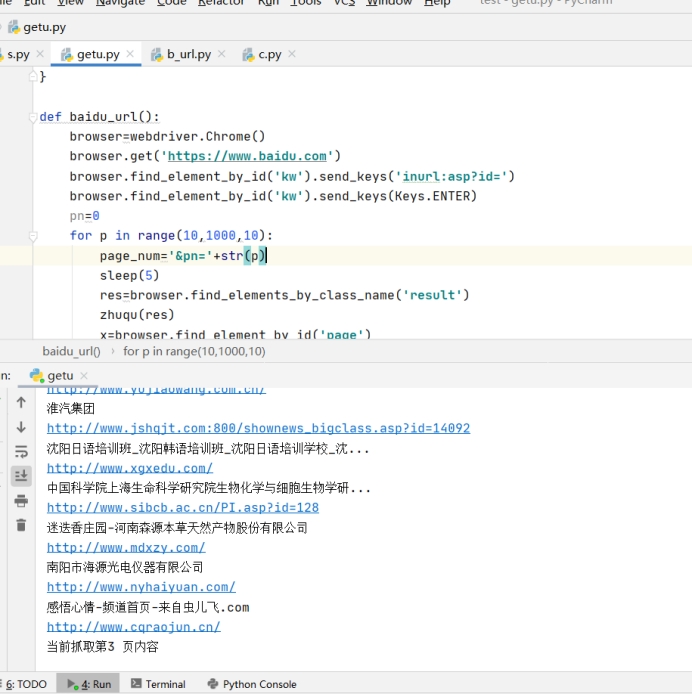 File Edit View Navigate Code Refactor Run Tools VCS Window Help test - getu.py - PyCharm
getu.py
s.py getu.py b_url.py c.py
}
def baidu_url():
browser=webdriver.Chrome()
browser.get('https://www.baidu.com')
browser.find_element_by_id('kw').send_keys('inurl:asp?id=')
browser.find_element_by_id('kw').send_keys(Keys.ENTER)
pn=0
for p in range(10,1000,10):
page_num='&pn='+str(p)
sleep(5)
res=browser.find_elements_by_class_name('result')
zhuqu(res)
x=browser.find_element_by_id('page')
baidu_url() › for p in range(10,1000,10)
n: getu
http://www.yujiaowang.com.cn/
淮汽集团
http://www.jshqjt.com:800/shownews_bigclass.asp?id=14092
沈阳日语培训班_沈阳韩语培训班_沈阳日语培训学校_沈...
http://www.xgxedu.com/
中国科学院上海生命科学研究院生物化学与细胞生物学研...
http://www.sibcb.ac.cn/PI.asp?id=128
迷迭香庄园-河南森源本草天然产物股份有限公司
http://www.mdxzy.com/
南阳市海源光电仪器有限公司
http://www.nyhaiyuan.com/
感悟心情-频道首页-来自虫儿飞.com
http://www.cqraojun.cn/
当前抓取第3 页内容
6: TODO 4: Run Terminal Python Console